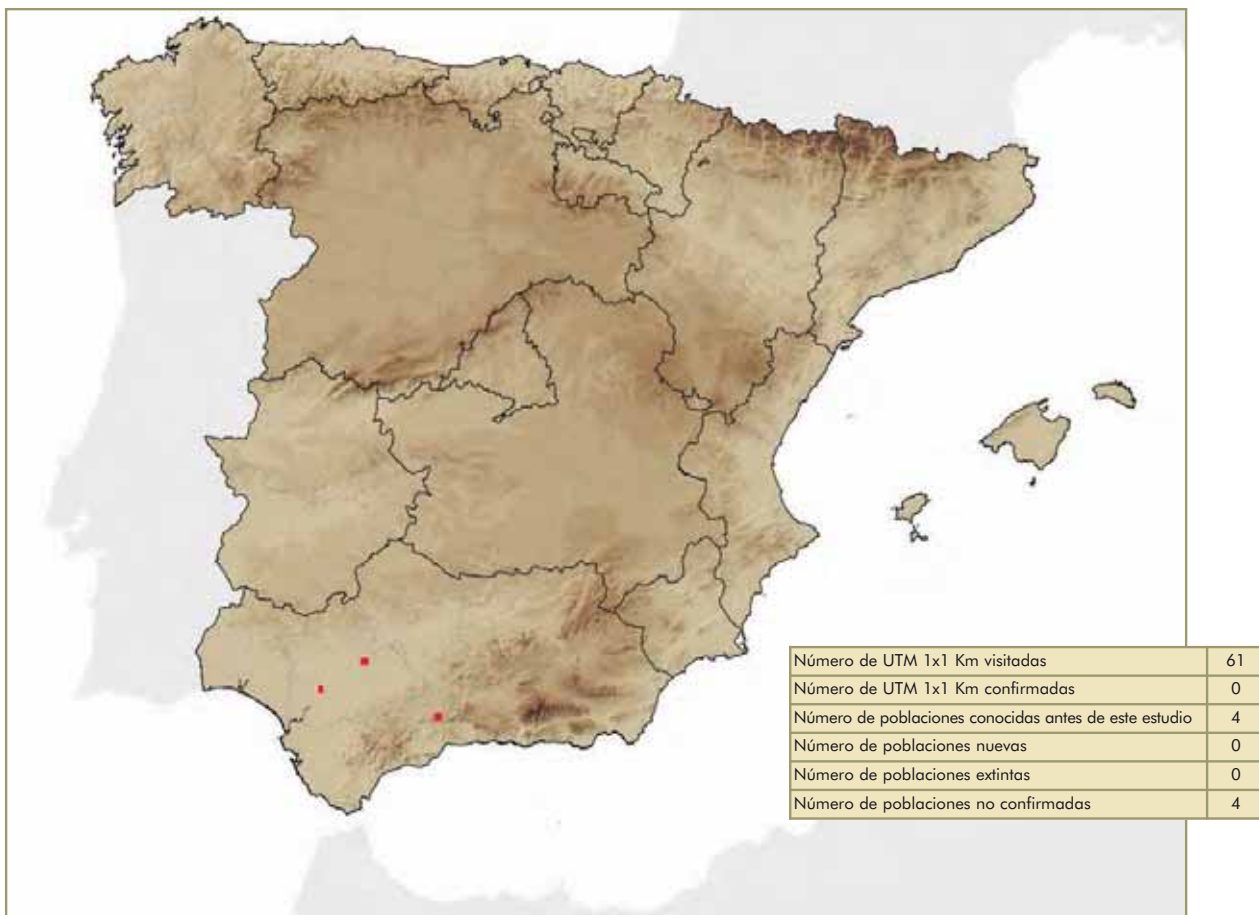 Número de UTM 1x1 Km visitadas 61
Número de UTM 1x1 Km confirmadas 0
Número de poblaciones conocidas antes de este estudio 4
Número de poblaciones nuevas 0
Número de poblaciones extintas 0
Número de poblaciones no confirmadas 4